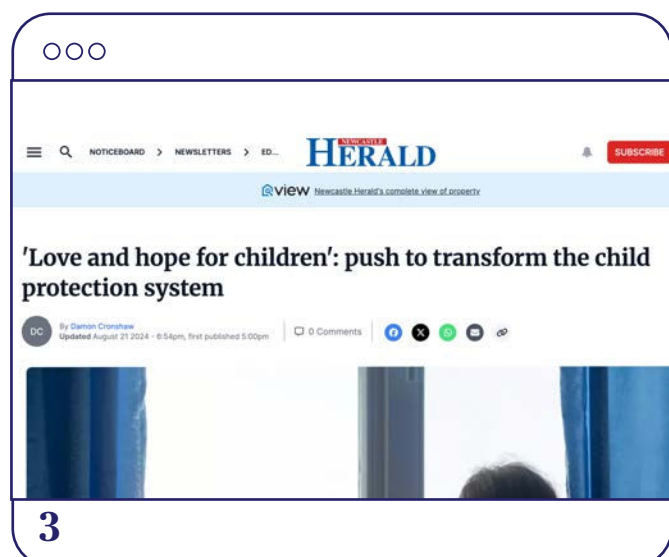 NOTICEBOARD > NEWSLETTERS > ED...
NEWCASTLE
HERALD
SUBSCRIBE
view Newcastle Herald's complete view of property
'Love and hope for children': push to transform the child
protection system
DC
By Damon Cronshaw
Updated August 21 2024 - 6:54pm, first published 5:00pm
0 Comments
3